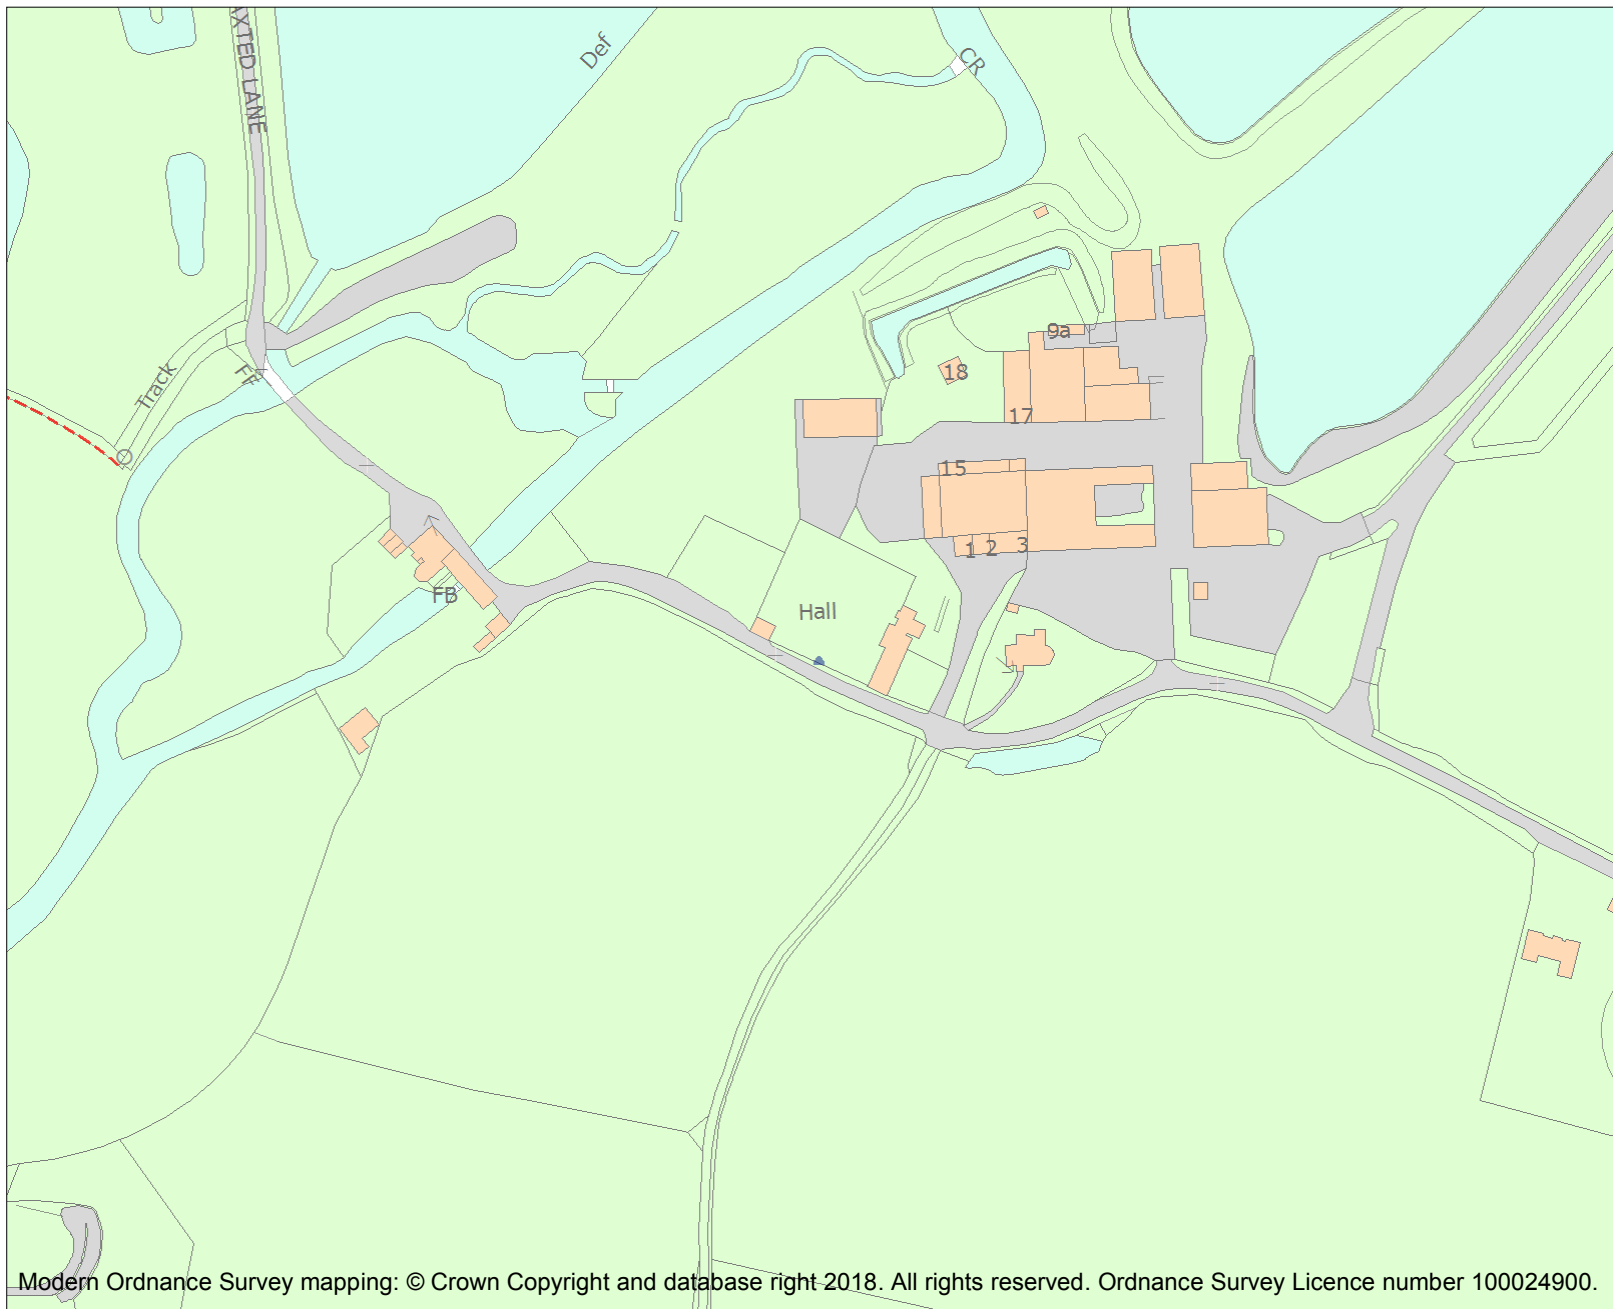 AXTED LANE
Def
CR
9a
Track
FF
18
17
15
1 2 3
FB
Hall
Modern Ordnance Survey mapping: © Crown Copyright and database right 2018. All rights reserved. Ordnance Survey Licence number 100024900.